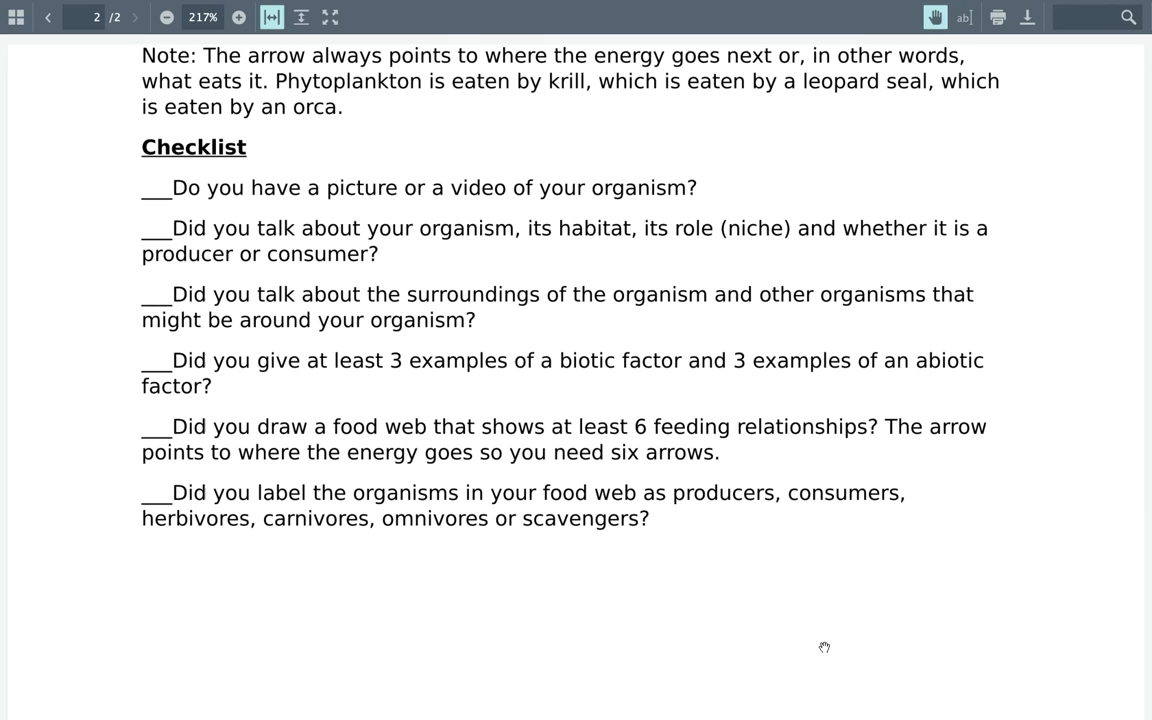 2 /2 217% ab
Note: The arrow always points to where the energy goes next or, in other words,
what eats it. Phytoplankton is eaten by krill, which is eaten by a leopard seal, which
is eaten by an orca.
Checklist
___Do you have a picture or a video of your organism?
___Did you talk about your organism, its habitat, its role (niche) and whether it is a
producer or consumer?
___Did you talk about the surroundings of the organism and other organisms that
might be around your organism?
___Did you give at least 3 examples of a biotic factor and 3 examples of an abiotic
factor?
___Did you draw a food web that shows at least 6 feeding relationships? The arrow
points to where the energy goes so you need six arrows.
___Did you label the organisms in your food web as producers, consumers,
herbivores, carnivores, omnivores or scavengers?